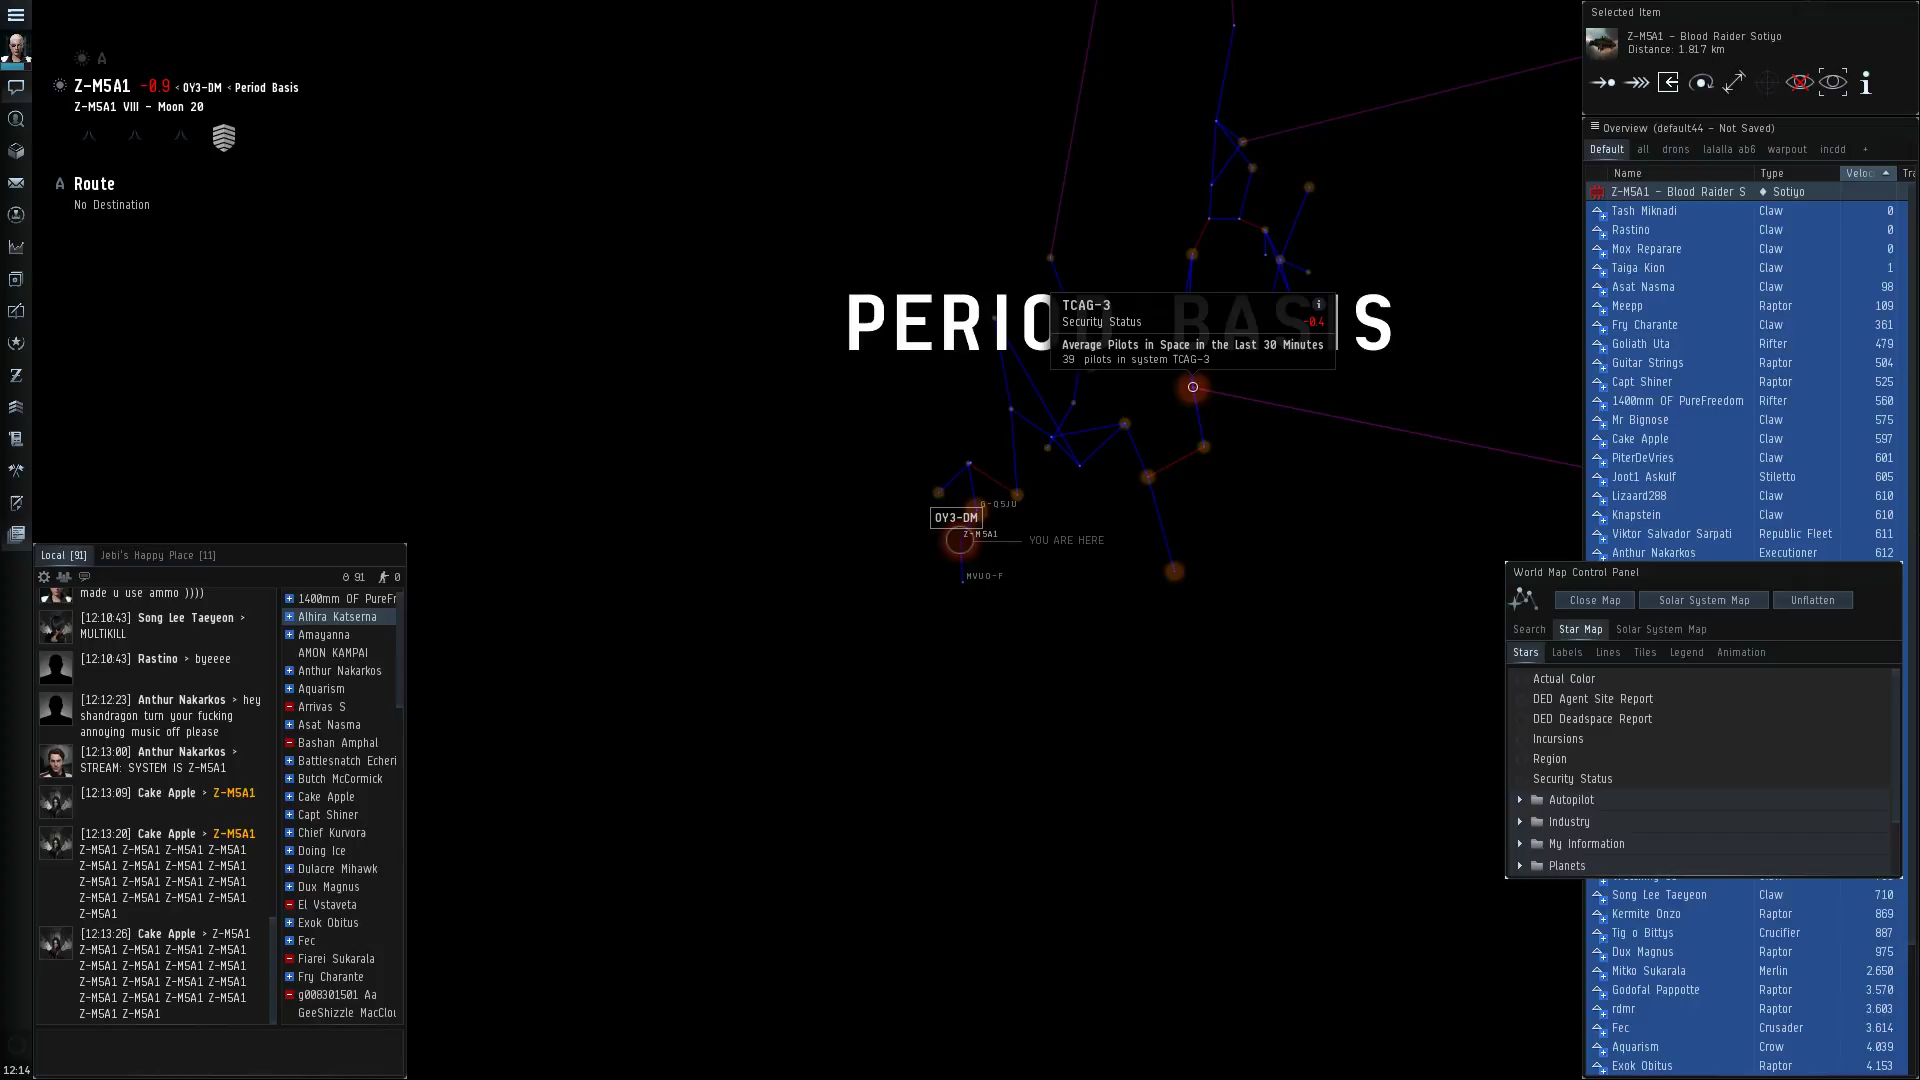 A
Z-M5A1 -0.9 < OY3-DM < Period Basis
Z-M5A1 VIII - Moon 20
A Route
No Destination
PERIOD BASIS
TCAG-3
Security Status -0.4
Average Pilots in Space in the Last 30 Minutes
39 pilots in system TCAG-3
G-Q5JU
OY3-DM
Z-M5A1
YOU ARE HERE
MVUO-F
Local [91] Jebi's Happy Place [11]
91 0
made u use ammo ))))
[12:10:43] Song Lee Taeyeon >
MULTIKILL
[12:10:43] Rastino > byeeee
[12:12:23] Anthur Nakarkos > hey
shandragon turn your fucking
annoying music off please
[12:13:00] Anthur Nakarkos >
STREAM: SYSTEM IS Z-M5A1
[12:13:09] Cake Apple > Z-M5A1
[12:13:20] Cake Apple > Z-M5A1
Z-M5A1 Z-M5A1 Z-M5A1 Z-M5A1
Z-M5A1 Z-M5A1 Z-M5A1 Z-M5A1
Z-M5A1 Z-M5A1 Z-M5A1 Z-M5A1
Z-M5A1 Z-M5A1 Z-M5A1 Z-M5A1
Z-M5A1
[12:13:26] Cake Apple > Z-M5A1
Z-M5A1 Z-M5A1 Z-M5A1 Z-M5A1
Z-M5A1 Z-M5A1 Z-M5A1 Z-M5A1
Z-M5A1 Z-M5A1 Z-M5A1 Z-M5A1
Z-M5A1 Z-M5A1 Z-M5A1 Z-M5A1
Z-M5A1 Z-M5A1
1400mm OF PureFr
Alhira Katserna
Amayanna
AMON KAMPAI
Anthur Nakarkos
Aquarism
Arrivas S
Asat Nasma
Bashan Amphal
Battlesnatch Echeri
Butch McCormick
Cake Apple
Capt Shiner
Chief Kurvora
Doing Ice
Dulacre Mihawk
Dux Magnus
El Vstaveta
Exok Obitus
Fec
Fiarei Sukarala
Fry Charante
g008301501 Aa
GeeShizzle MacClou
12:14
Selected Item
Z-M5A1 - Blood Raider Sotiyo
Distance: 1.817 km
Overview (default44 - Not Saved)
Default all drons lalalla ab6 warpout incdd +
Name Type Veloc Tra
Z-M5A1 - Blood Raider S Sotiyo
Tash Miknadi Claw 0
Rastino Claw 0
Mox Reparare Claw 0
Taiga Kion Claw 1
Asat Nasma Claw 98
Meepp Raptor 109
Fry Charante Claw 361
Goliath Uta Rifter 479
Guitar Strings Raptor 504
Capt Shiner Raptor 525
1400mm OF PureFreedom Rifter 560
Mr Bignose Claw 575
Cake Apple Claw 597
PiterDeVries Claw 601
Joot1 Askulf Stiletto 605
Lizaard288 Claw 610
Knapstein Claw 610
Viktor Salvador Sarpati Republic Fleet 611
Anthur Nakarkos Executioner 612
World Map Control Panel
Close Map Solar System Map Unflatten
Search Star Map Solar System Map
Stars Labels Lines Tiles Legend Animation
Actual Color
DED Agent Site Report
DED Deadspace Report
Incursions
Region
Security Status
Autopilot
Industry
My Information
Planets
Song Lee Taeyeon Claw 710
Kermite Onzo Raptor 869
Tig o Bittys Crucifier 887
Dux Magnus Raptor 975
Mitko Sukarala Merlin 2.650
Godofal Pappotte Raptor 3.570
rdmr Raptor 3.603
Fec Crusader 3.614
Aquarism Crow 4.039
Exok Obitus Raptor 4.153